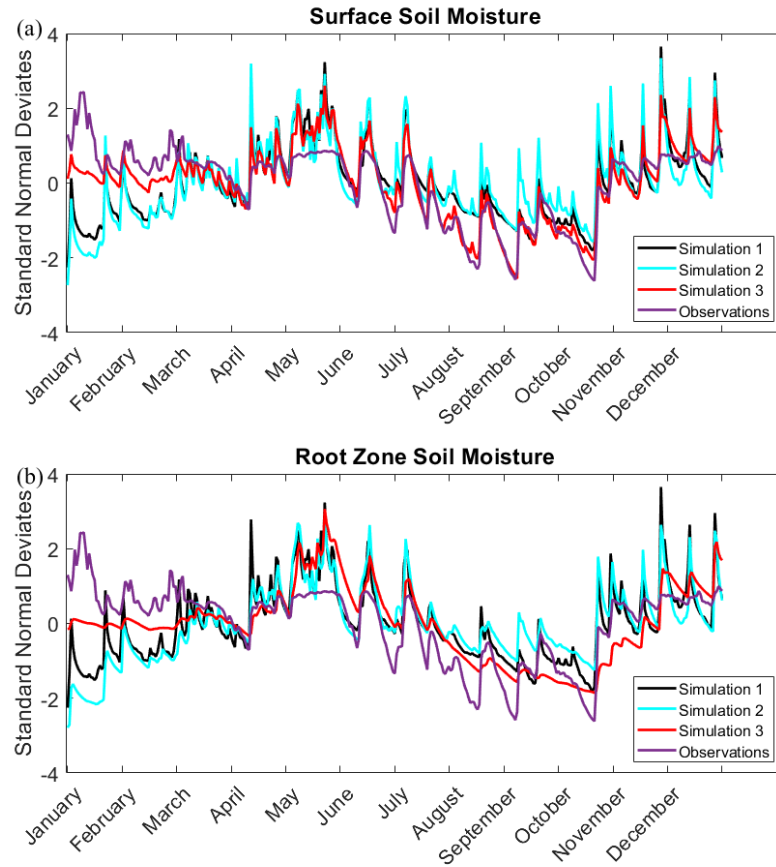 (a)
Surface Soil Moisture
Standard Normal Deviates
4
2
0
-2
-4
Simulation 1
Simulation 2
Simulation 3
Observations
January
February
March
April
May
June
July
August
September
October
November
December
(b)
Root Zone Soil Moisture
Standard Normal Deviates
4
2
0
-2
-4
Simulation 1
Simulation 2
Simulation 3
Observations
January
February
March
April
May
June
July
August
September
October
November
December